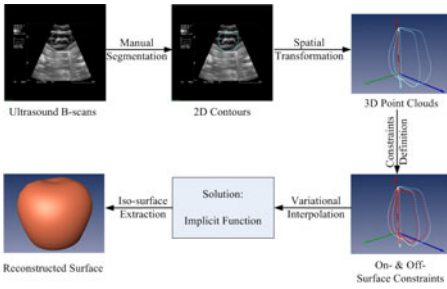 Manual
Segmentation
Spatial
Transformation
Ultrasound B-scans
2D Contours
3D Point Clouds
Constraints
Definition
Solution:
Implicit Function
Iso-surface
Extraction
Variational
Interpolation
Reconstructed Surface
On- & Off-
Surface Constraints